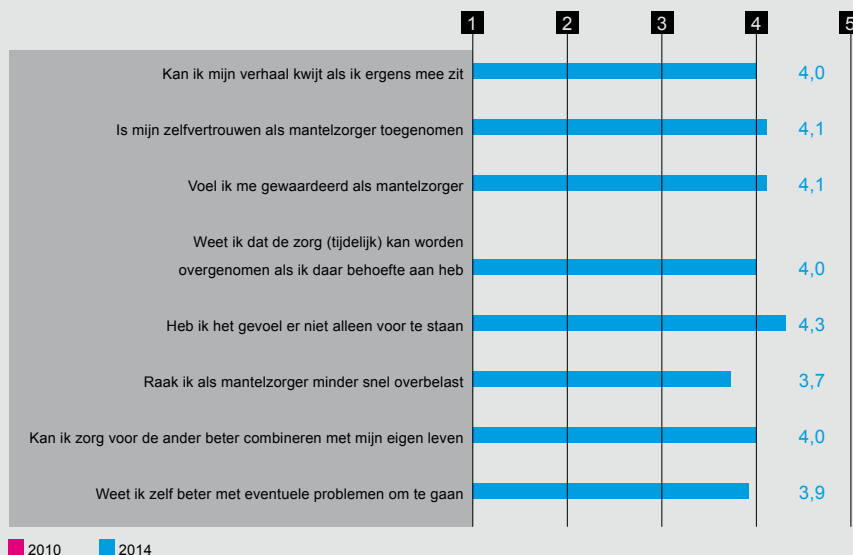 1 2 3 4 5
Kan ik mijn verhaal kwijt als ik ergens mee zit 4,0
Is mijn zelfvertrouwen als mantelzorger toegenomen 4,1
Voel ik me gewaardeerd als mantelzorger 4,1
Weet ik dat de zorg (tijdelijk) kan worden
overgenomen als ik daar behoefte aan heb 4,0
Heb ik het gevoel er niet alleen voor te staan 4,3
Raak ik als mantelzorger minder snel overbelast 3,7
Kan ik zorg voor de ander beter combineren met mijn eigen leven 4,0
Weet ik zelf beter met eventuele problemen om te gaan 3,9
2010 2014